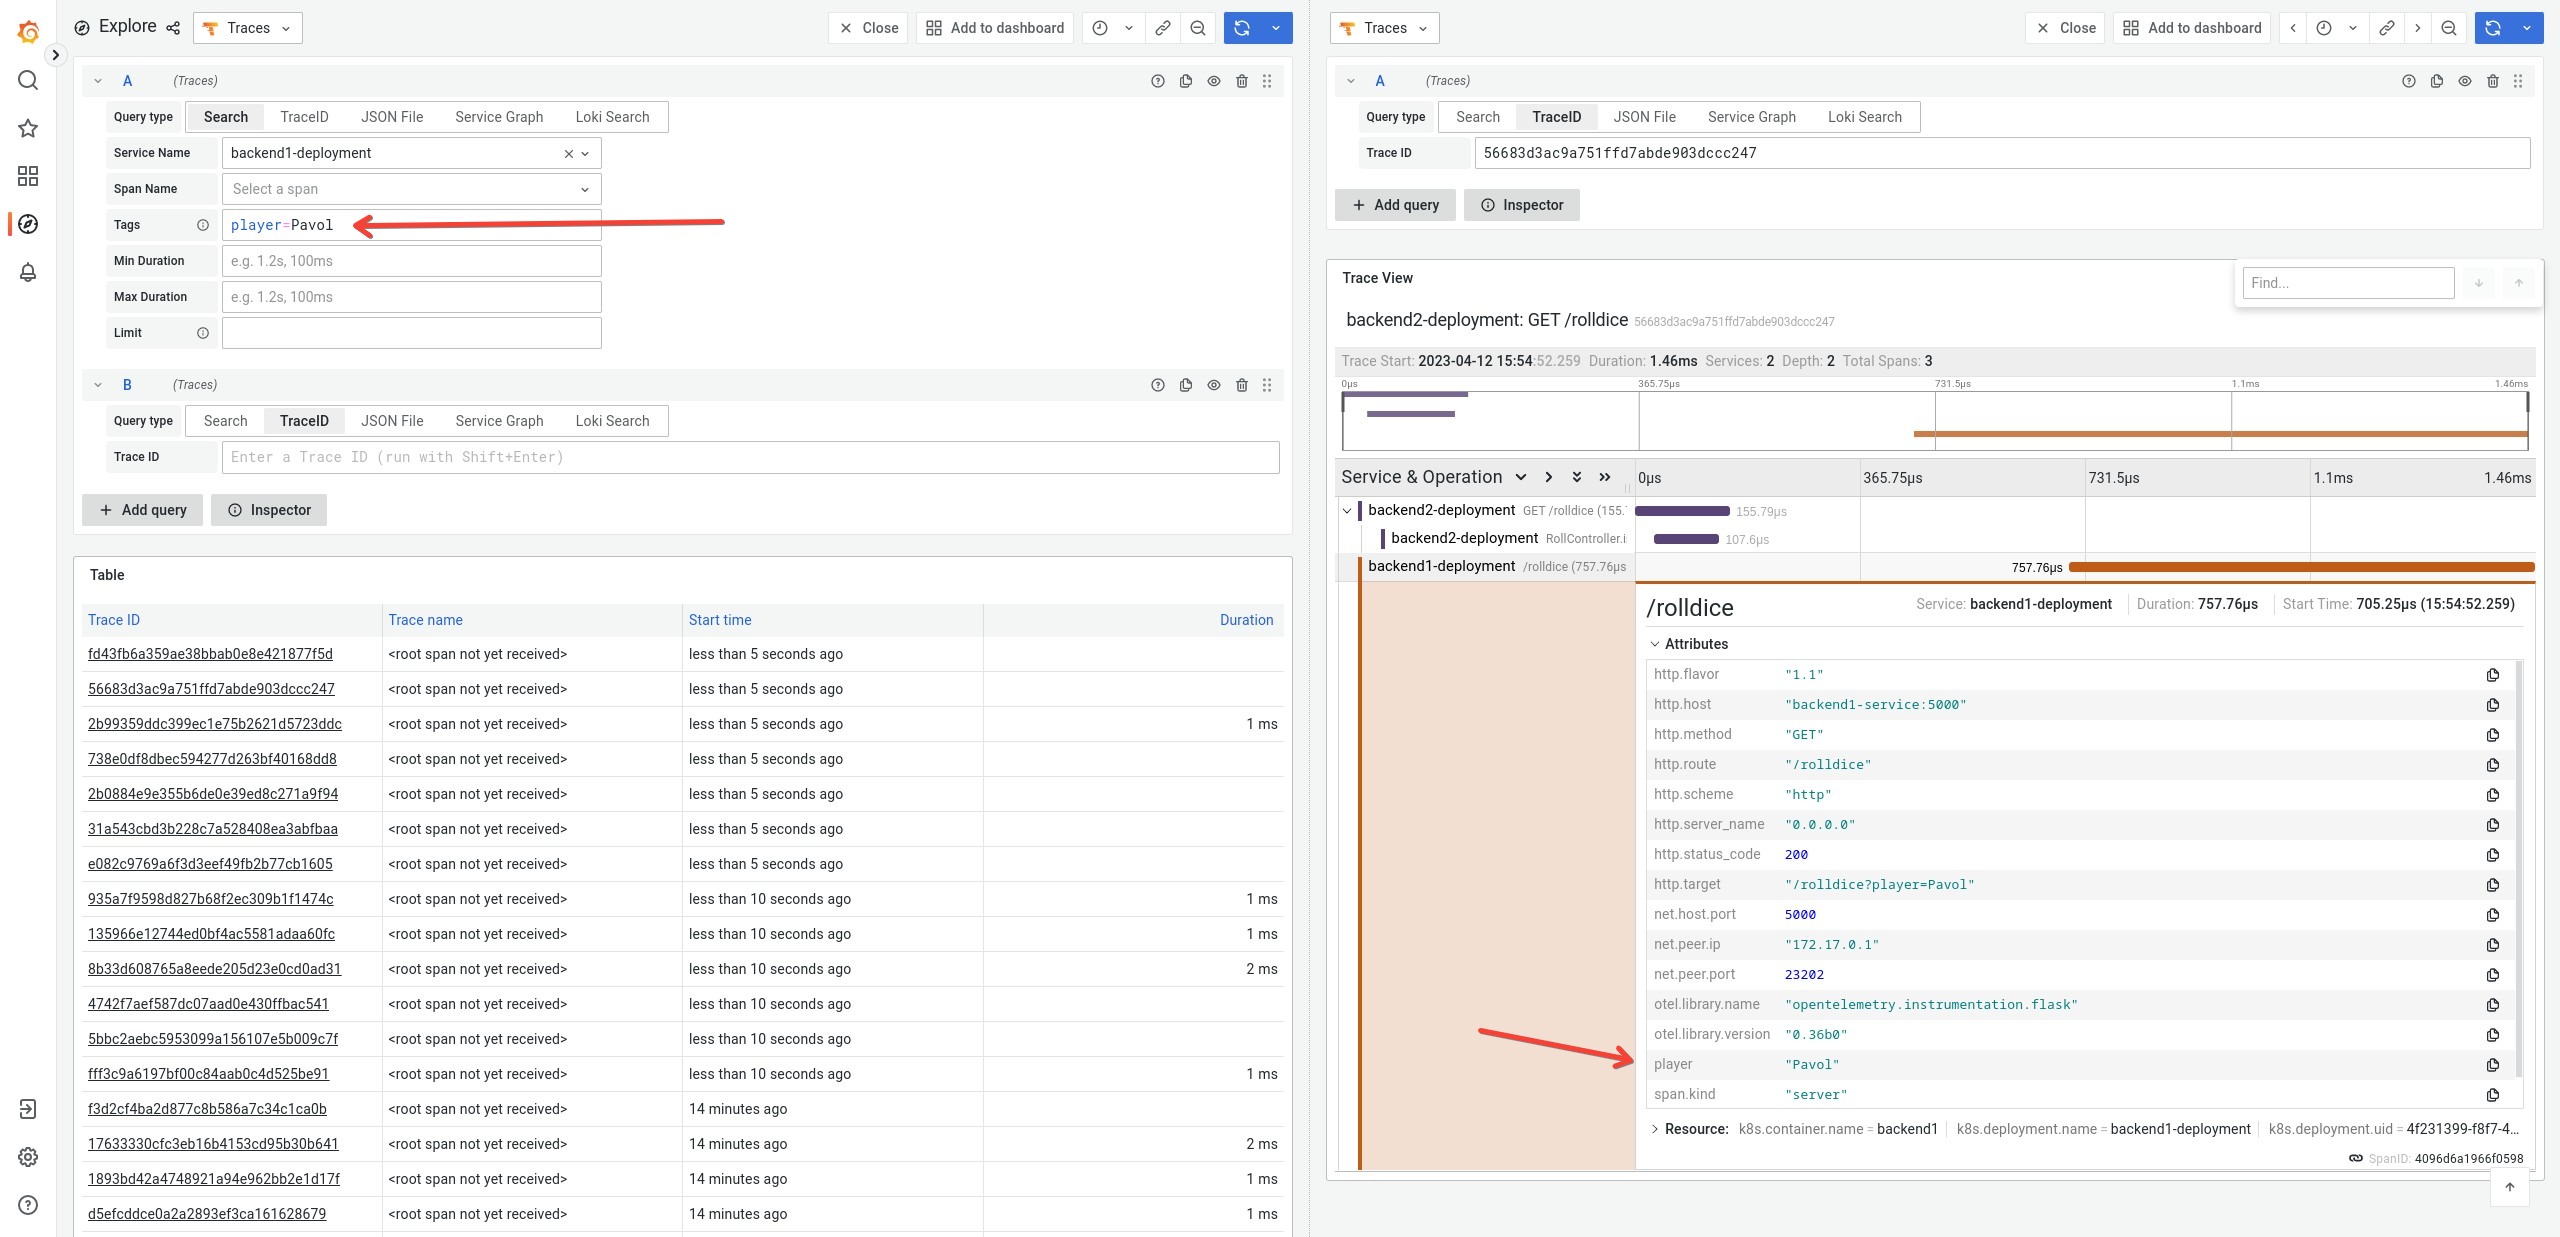 Explore Traces Close Add to dashboard
A (Traces)
Query type Search TraceID JSON File Service Graph Loki Search
Service Name backend1-deployment
Span Name Select a span
Tags player=Pavol
Min Duration e.g. 1.2s, 100ms
Max Duration e.g. 1.2s, 100ms
Limit
B (Traces)
Query type Search TraceID JSON File Service Graph Loki Search
Trace ID Enter a Trace ID (run with Shift+Enter)
+ Add query Inspector
Table
Trace ID Trace name Start time Duration
fd43fb6a359ae38bbab0e8e421877f5d <root span not yet received> less than 5 seconds ago
56683d3ac9a751ffd7abde903dccc247 <root span not yet received> less than 5 seconds ago
2b99359ddc399ec1e75b2621d5723ddc <root span not yet received> less than 5 seconds ago 1 ms
738e0df8dbec594277d263bf40168dd8 <root span not yet received> less than 5 seconds ago
2b0884e9e355b6de0e39ed8c271a9f94 <root span not yet received> less than 5 seconds ago
31a543cbd3b228c7a528408ea3abfbaa <root span not yet received> less than 5 seconds ago
e082c9769a6f3d3eef49fb2b77cb1605 <root span not yet received> less than 5 seconds ago
935a7f9598d827b68f2ec309b1f1474c <root span not yet received> less than 10 seconds ago 1 ms
135966e12744ed0bf4ac5581adaa60fc <root span not yet received> less than 10 seconds ago 1 ms
8b33d608765a8eede205d23e0cd0ad31 <root span not yet received> less than 10 seconds ago 2 ms
4742f7aef587dc07aad0e430ffbac541 <root span not yet received> less than 10 seconds ago
5bbc2aebc5953099a156107e5b009c7f <root span not yet received> less than 10 seconds ago
fff3c9a6197bf00c84aab0c4d525be91 <root span not yet received> less than 10 seconds ago 1 ms
f3d2cf4ba2d877c8b586a7c34c1ca0b <root span not yet received> 14 minutes ago
17633330cfc3eb16b4153cd95b30b641 <root span not yet received> 14 minutes ago 2 ms
1893bd42a4748921a94e962bb2e1d17f <root span not yet received> 14 minutes ago 1 ms
d5efcddce0a2a2893ef3ca161628679 <root span not yet received> 14 minutes ago 1 ms
Traces Close Add to dashboard
A (Traces)
Query type Search TraceID JSON File Service Graph Loki Search
Trace ID 56683d3ac9a751ffd7abde903dccc247
+ Add query Inspector
Trace View Find...
backend2-deployment: GET /rolldice 56683d3ac9a751ffd7abde903dccc247
Trace Start: 2023-04-12 15:54:52.259 Duration: 1.46ms Services: 2 Depth: 2 Total Spans: 3
0μs 365.75μs 731.5μs 1.1ms 1.46ms
Service & Operation 0μs 365.75μs 731.5μs 1.1ms 1.46ms
backend2-deployment GET /rolldice (155. 155.79μs
backend2-deployment RollController.i 107.6μs
backend1-deployment /rolldice (757.76μs 757.76μs
/rolldice Service: backend1-deployment Duration: 757.76μs Start Time: 705.25μs (15:54:52.259)
Attributes
http.flavor "1.1"
http.host "backend1-service:5000"
http.method "GET"
http.route "/rolldice"
http.scheme "http"
http.server_name "0.0.0.0"
http.status_code 200
http.target "/rolldice?player=Pavol"
net.host.port 5000
net.peer.ip "172.17.0.1"
net.peer.port 23202
otel.library.name "opentelemetry.instrumentation.flask"
otel.library.version "0.36b0"
player "Pavol"
span.kind "server"
Resource: k8s.container.name = backend1 k8s.deployment.name = backend1-deployment k8s.deployment.uid = 4f231399-f8f7-4...
SpanID: 4096d6a1966f0598